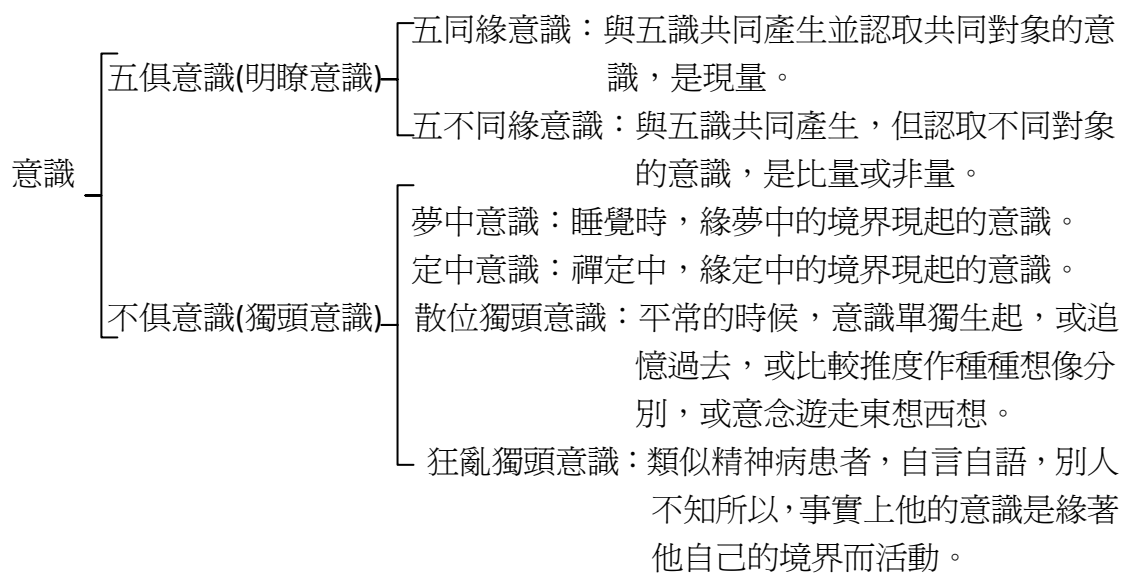 五同緣意識：與五識共同產生並認取共同對象的意
識，是現量。
五俱意識(明瞭意識)
五不同緣意識：與五識共同產生，但認取不同對象
的意識，是比量或非量。
意識
夢中意識：睡覺時，緣夢中的境界現起的意識。
定中意識：禪定中，緣定中的境界現起的意識。
不俱意識(獨頭意識)
散位獨頭意識：平常的時候，意識單獨生起，或追
憶過去，或比較推度作種種想像分
別，或意念遊走東想西想。
狂亂獨頭意識：類似精神病患者，自言自語，別人
不知所以，事實上他的意識是緣著
他自己的境界而活動。